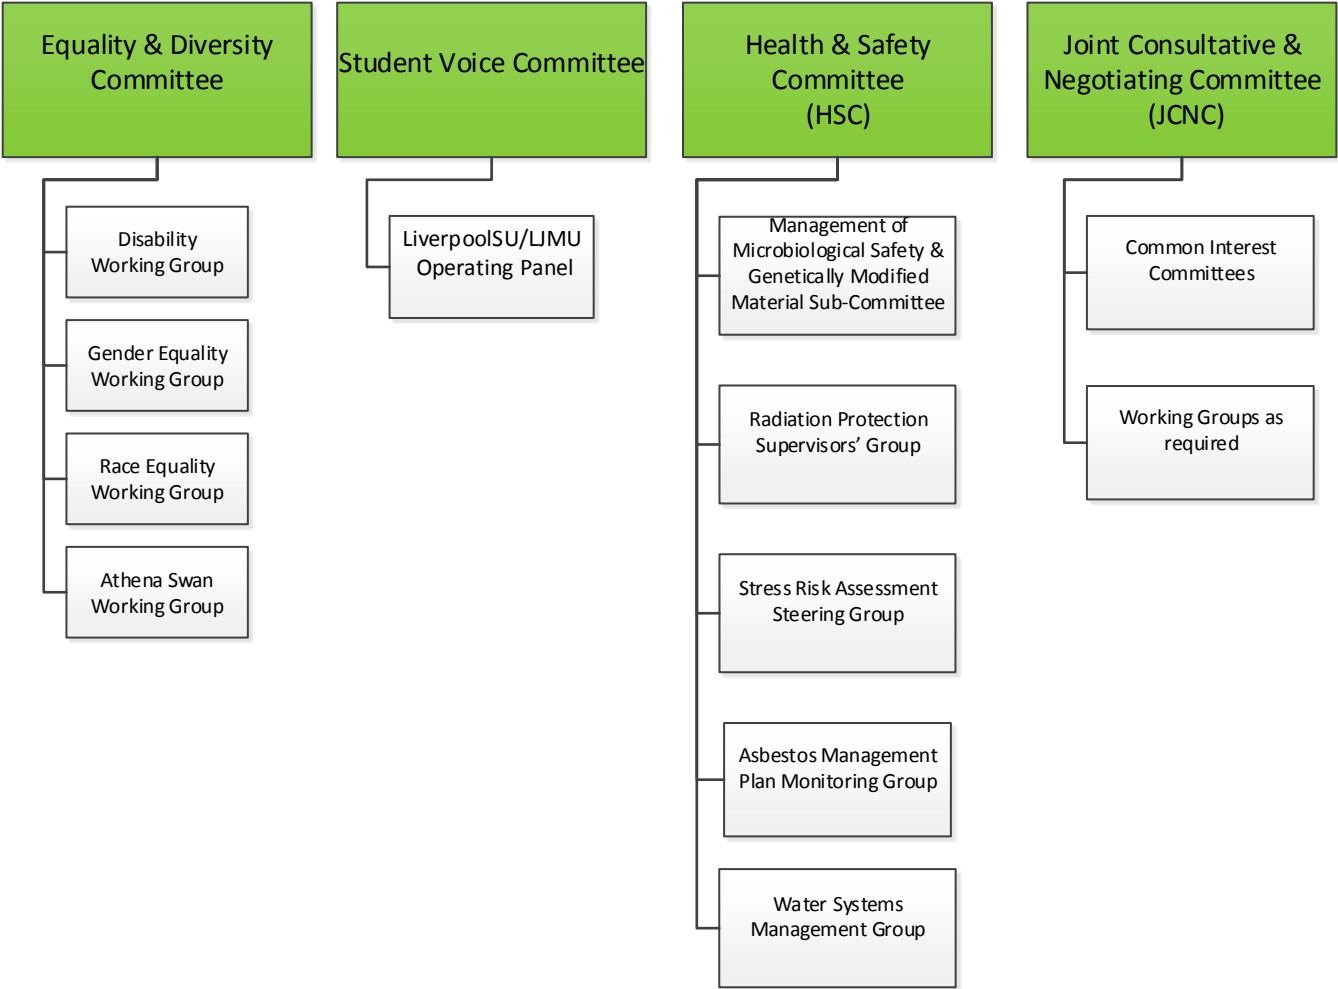 Equality & Diversity
Committee
Disability
Working Group
Gender Equality
Working Group
Race Equality
Working Group
Athena Swan
Working Group
Student Voice Committee
LiverpoolSU/LJMU
Operating Panel
Health & Safety
Committee
(HSC)
Management of
Microbiological Safety &
Genetically Modified
Material Sub-Committee
Radiation Protection
Supervisors’ Group
Stress Risk Assessment
Steering Group
Asbestos Management
Plan Monitoring Group
Water Systems
Management Group
Joint Consultative &
Negotiating Committee
(JCNC)
Common Interest
Committees
Working Groups as
required